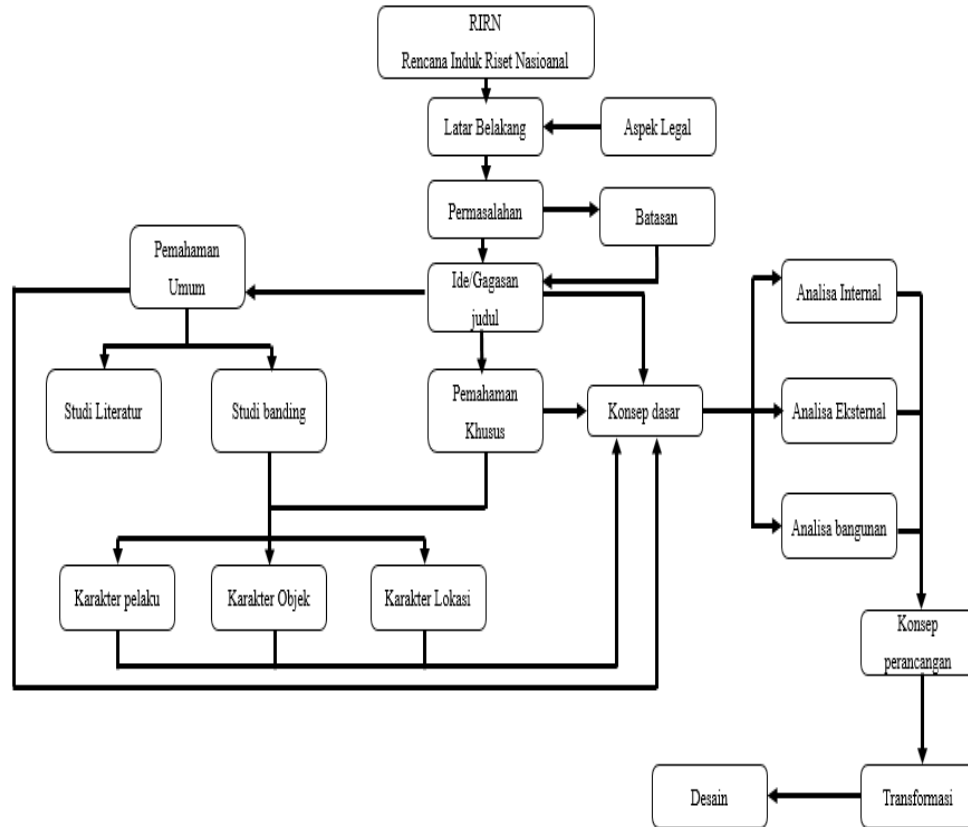 RIRN
Rencana Induk Riset Nasioanal
Latar Belakang
Aspek Legal
Permasalahan
Batasan
Pemahaman
Umum
Ide/Gagasan
judul
Analisa Internal
Studi Literatur
Studi banding
Pemahaman
Khusus
Konsep dasar
Analisa Eksternal
Analisa bangunan
Karakter pelaku
Karakter Objek
Karakter Lokasi
Konsep
perancangan
Desain
Transformasi